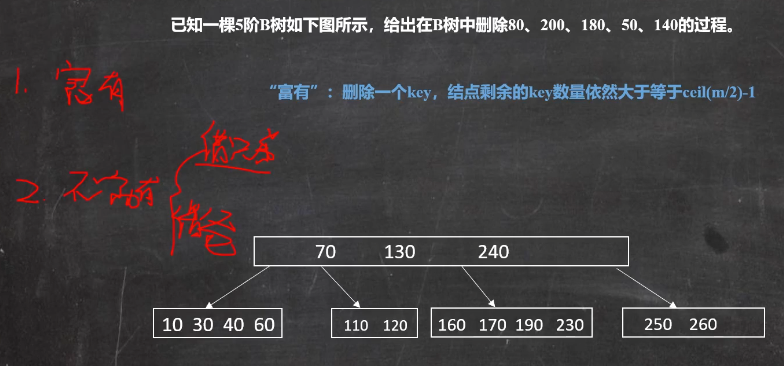 已知一棵5阶B树如下图所示，给出在B树中删除80、200、180、50、140的过程。
“富有”：删除一个key，结点剩余的key数量依然大于等于ceil(m/2)-1
1. 富有
2. 不富有
借兄弟
借爸
70 130 240
10 30 40 60
110 120
160 170 190 230
250 260